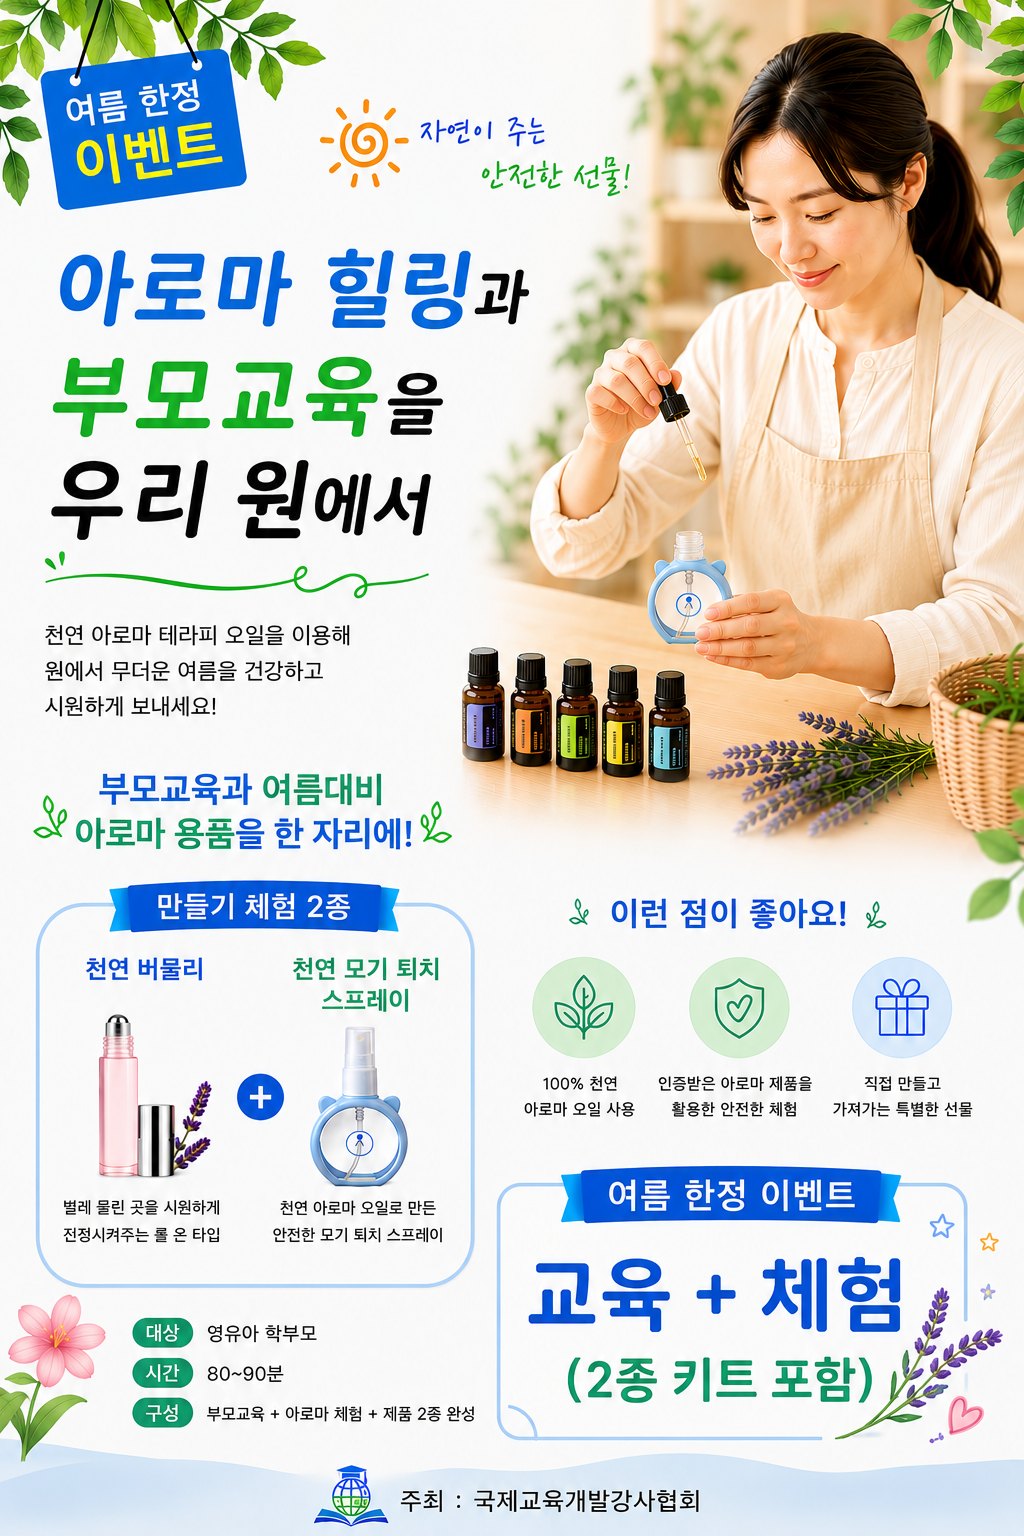 여름 한정
이벤트
자연이 주는
안전한 선물!
아로마 힐링과
부모교육을
우리 원에서
천연 아로마 테라피 오일을 이용해
원에서 무더운 여름을 건강하고
시원하게 보내세요!
부모교육과 여름대비
아로마 용품을 한 자리에!
만들기 체험 2종
천연 버물리
천연 모기 퇴치
스프레이
+
벌레 물린 곳을 시원하게
전정시켜주는 롤 온 타입
천연 아로마 오일로 만든
안전한 모기 퇴치 스프레이
이런 점이 좋아요!
100% 천연
아로마 오일 사용
인증받은 아로마 제품을
활용한 안전한 체험
직접 만들고
가져가는 특별한 선물
여름 한정 이벤트
교육 + 체험
(2종 키트 포함)
대상 영유아 학부모
시간 80~90분
구성 부모교육 + 아로마 체험 + 제품 2종 완성
주최 : 국제교육개발강사협회